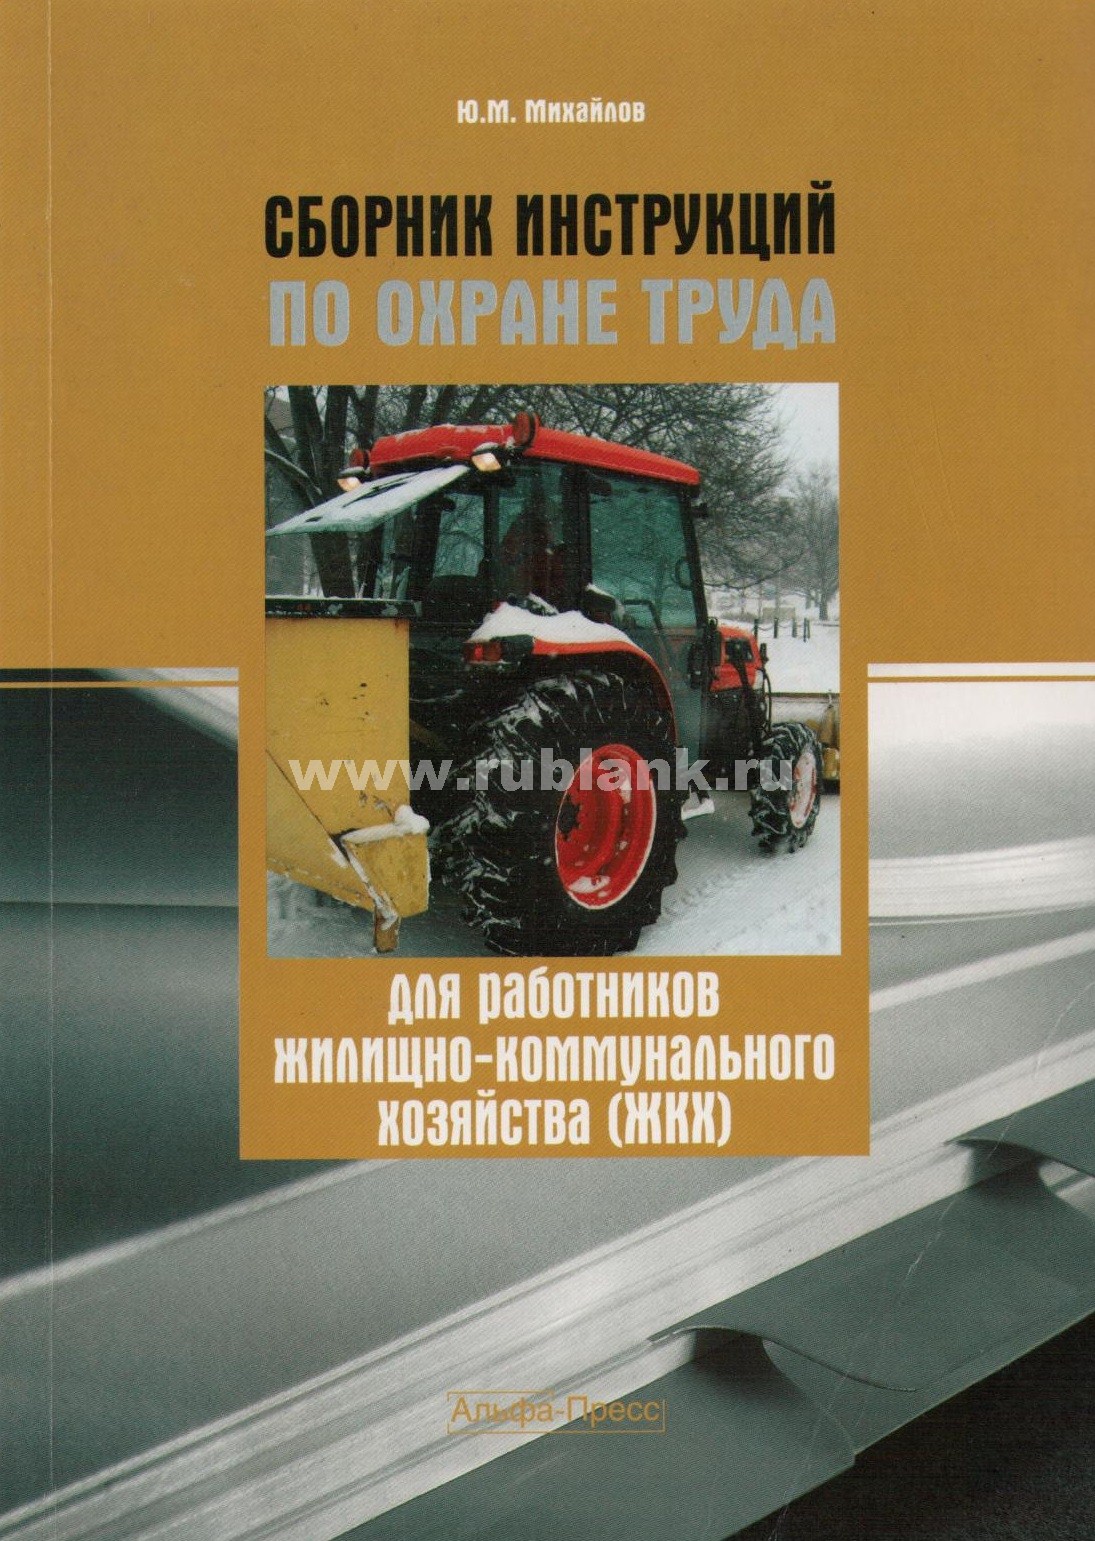 Ю.М. Михайлов
СБОРНИК ИНСТРУКЦИЙ
ПО ОХРАНЕ ТРУДА
www.rublank.ru
для работников
жилищно-коммунального
хозяйства (ЖКХ)
Альфа-Пресс